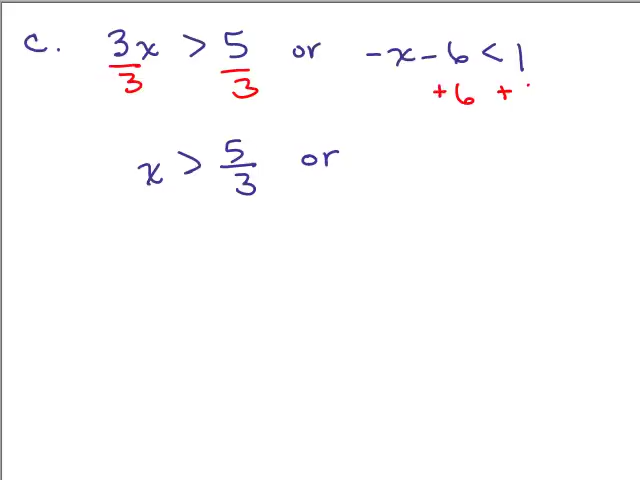 c. 3x > 5 or -x - 6 < 1
3 3 +6 +
x > 5/3 or